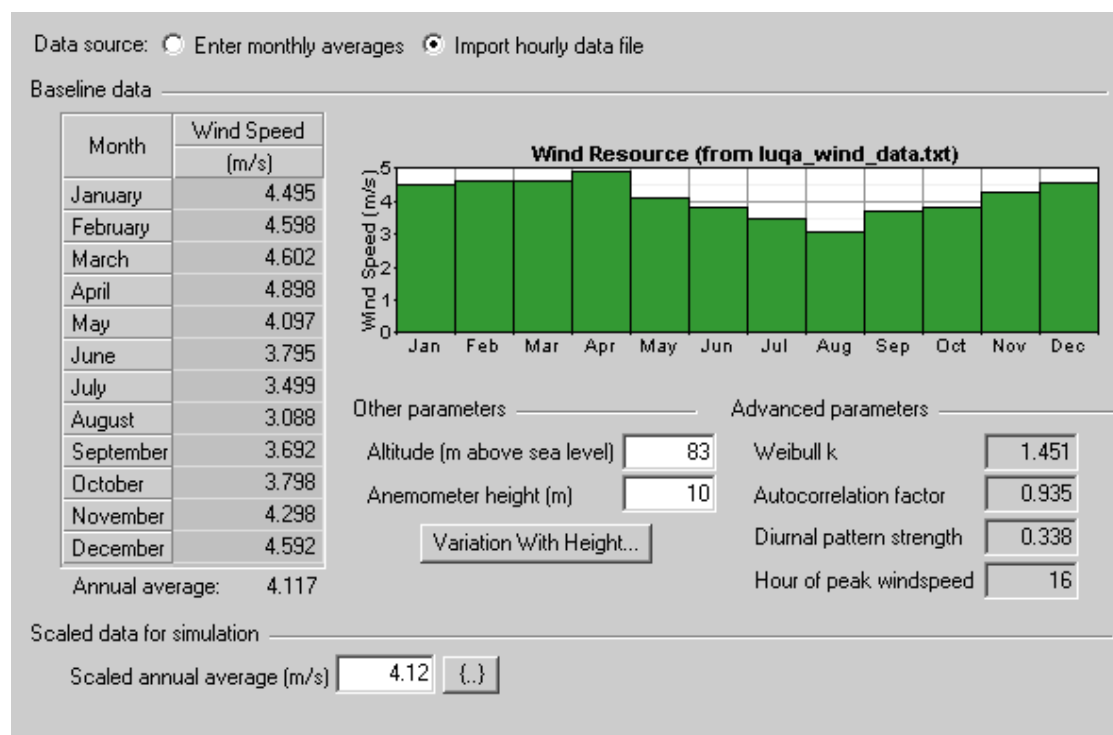 Data source: Enter monthly averages Import hourly data file
Baseline data
Month Wind Speed
(m/s)
January 4.495
February 4.598
March 4.602
April 4.898
May 4.097
June 3.795
July 3.499
August 3.088
September 3.692
October 3.798
November 4.298
December 4.592
Annual average: 4.117
Wind Resource (from luqa_wind_data.txt)
Wind Speed (m/s)
5
4
3
2
1
0
Jan Feb Mar Apr May Jun Jul Aug Sep Oct Nov Dec
Other parameters
Altitude (m above sea level) 83
Anemometer height (m) 10
Variation With Height...
Advanced parameters
Weibull k 1.451
Autocorrelation factor 0.935
Diurnal pattern strength 0.338
Hour of peak windspeed 16
Scaled data for simulation
Scaled annual average (m/s) 4.12 {..}